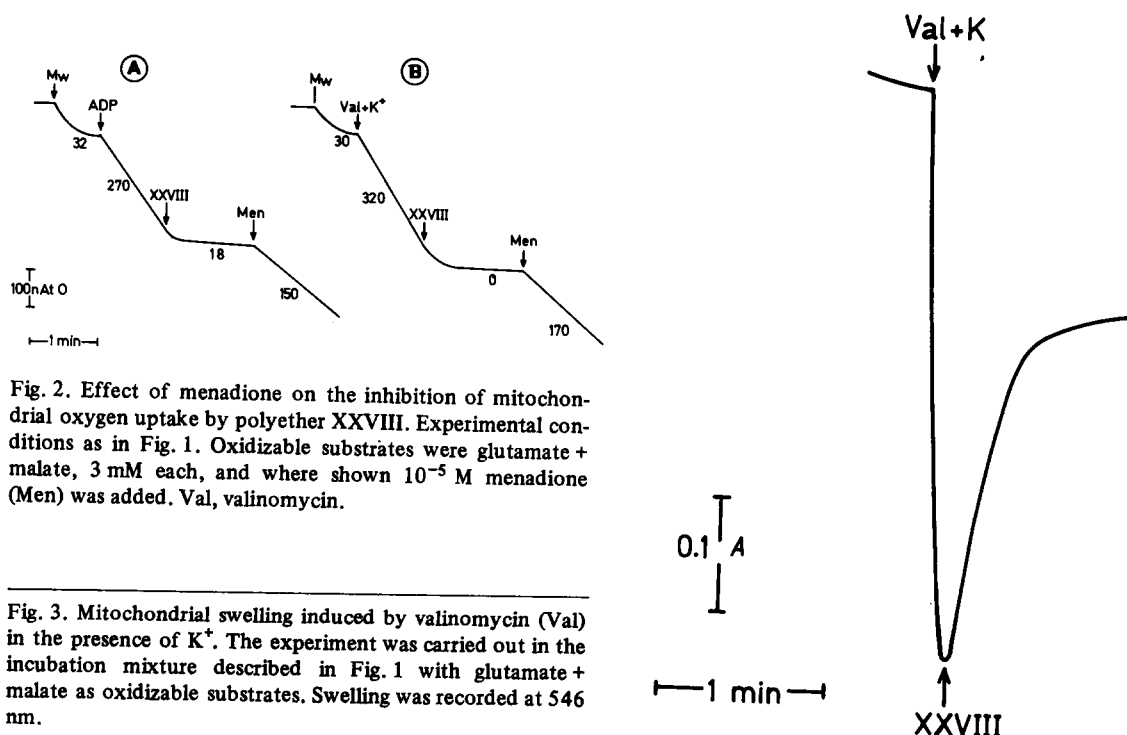 A
Mw
ADP
32
270
XXVIII
18
Men
150
100nAt O
1 min
B
Mw
Val+K⁺
30
320
XXVIII
0
Men
170
Fig. 2. Effect of menadione on the inhibition of mitochon-
drial oxygen uptake by polyether XXVIII. Experimental con-
ditions as in Fig. 1. Oxidizable substrates were glutamate +
malate, 3 mM each, and where shown 10⁻⁵ M menadione
(Men) was added. Val, valinomycin.
Fig. 3. Mitochondrial swelling induced by valinomycin (Val)
in the presence of K⁺. The experiment was carried out in the
incubation mixture described in Fig. 1 with glutamate +
malate as oxidizable substrates. Swelling was recorded at 546
nm.
Val+K
0.1 A
1 min
XXVIII